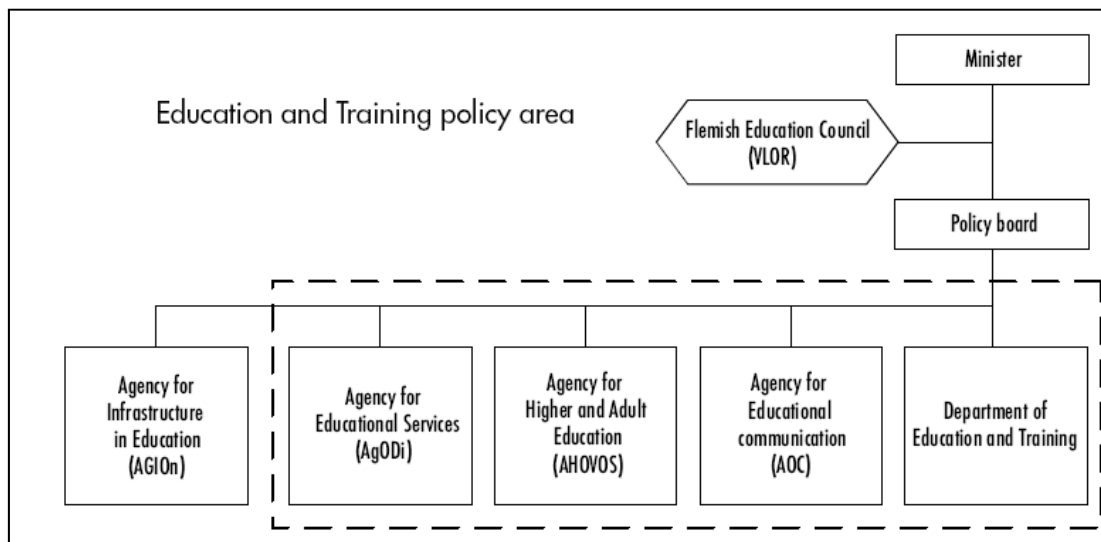 Minister
Education and Training policy area
Flemish Education Council
(VLOR)
Policy board
Agency for
Infrastructure
in Education
(AGIOn)
Agency for
Educational Services
(AgODi)
Agency for
Higher and Adult
Education
(AHOVOS)
Agency for
Educational
communication
(AOC)
Department of
Education and Training